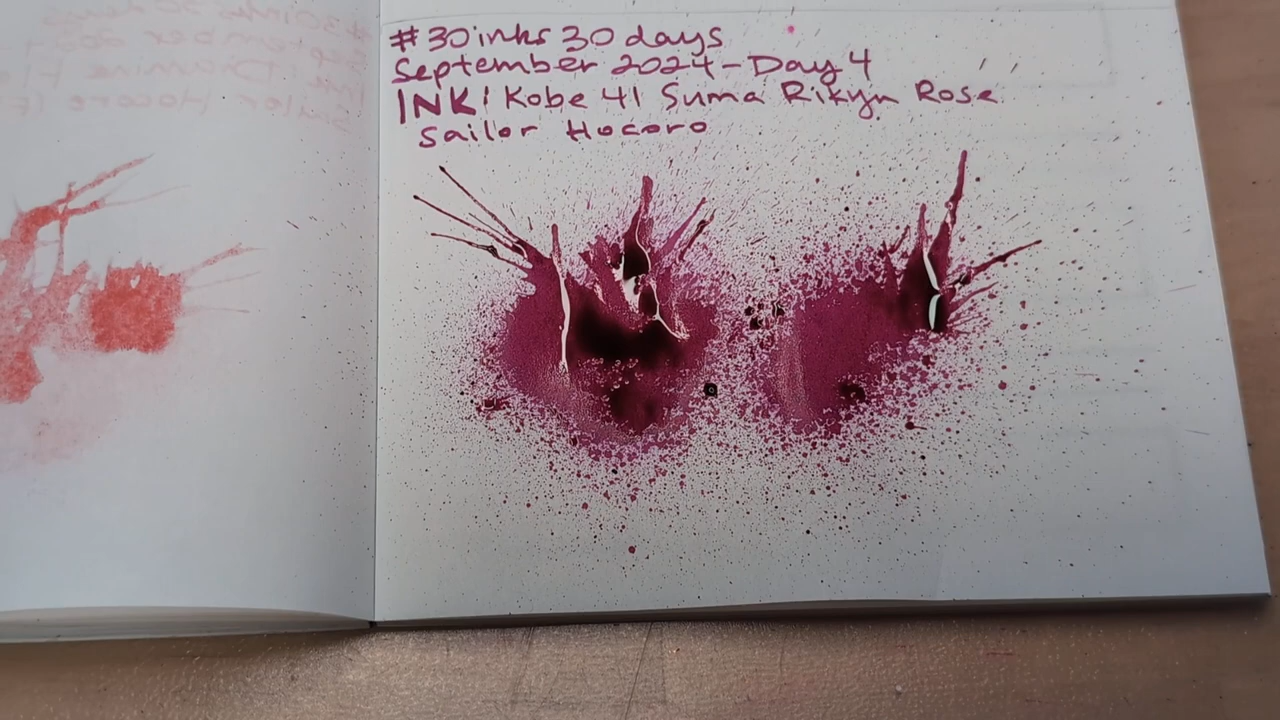 #30inks 30 days
September 2024-Day 4
INK: Kobe 41 Suma Rikyu Rose
Sailor Hocoro